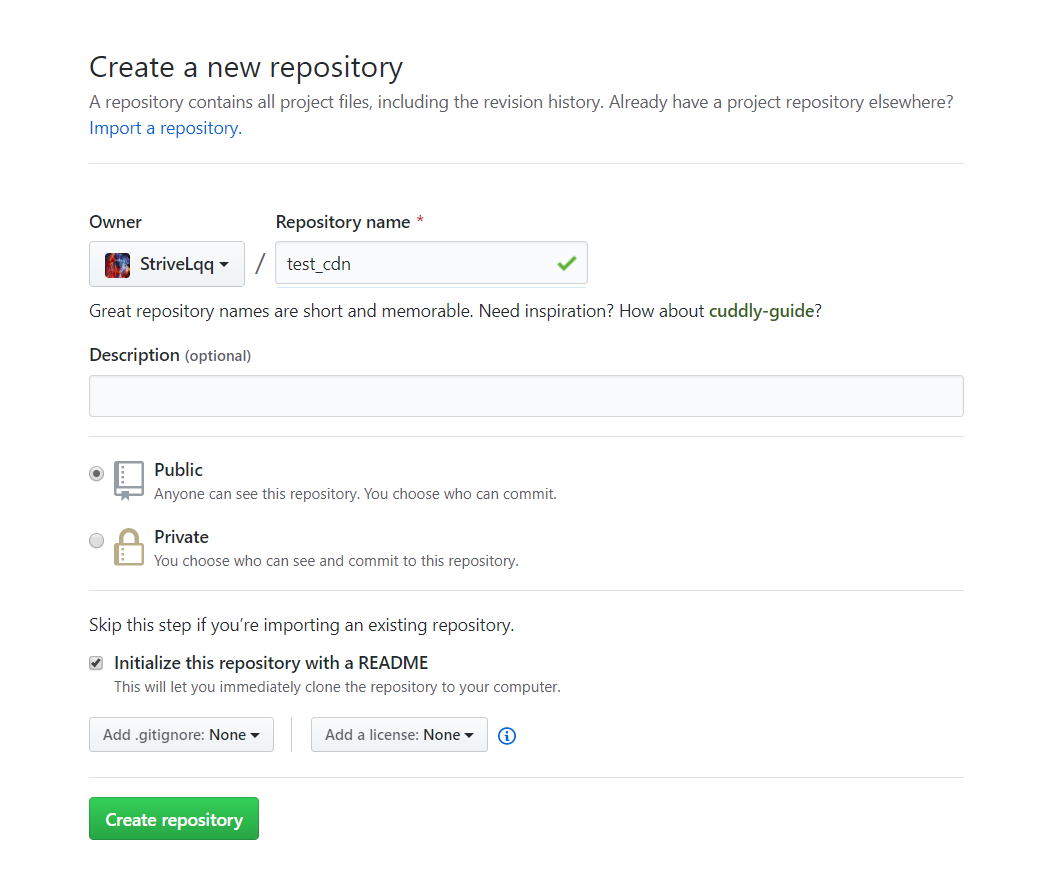 Create a new repository
A repository contains all project files, including the revision history. Already have a project repository elsewhere?
Import a repository.
Owner
Repository name *
StriveLqq
/
test_cdn
Great repository names are short and memorable. Need inspiration? How about cuddly-guide?
Description (optional)
Public
Anyone can see this repository. You choose who can commit.
Private
You choose who can see and commit to this repository.
Skip this step if you’re importing an existing repository.
Initialize this repository with a README
This will let you immediately clone the repository to your computer.
Add .gitignore: None
Add a license: None
Create repository